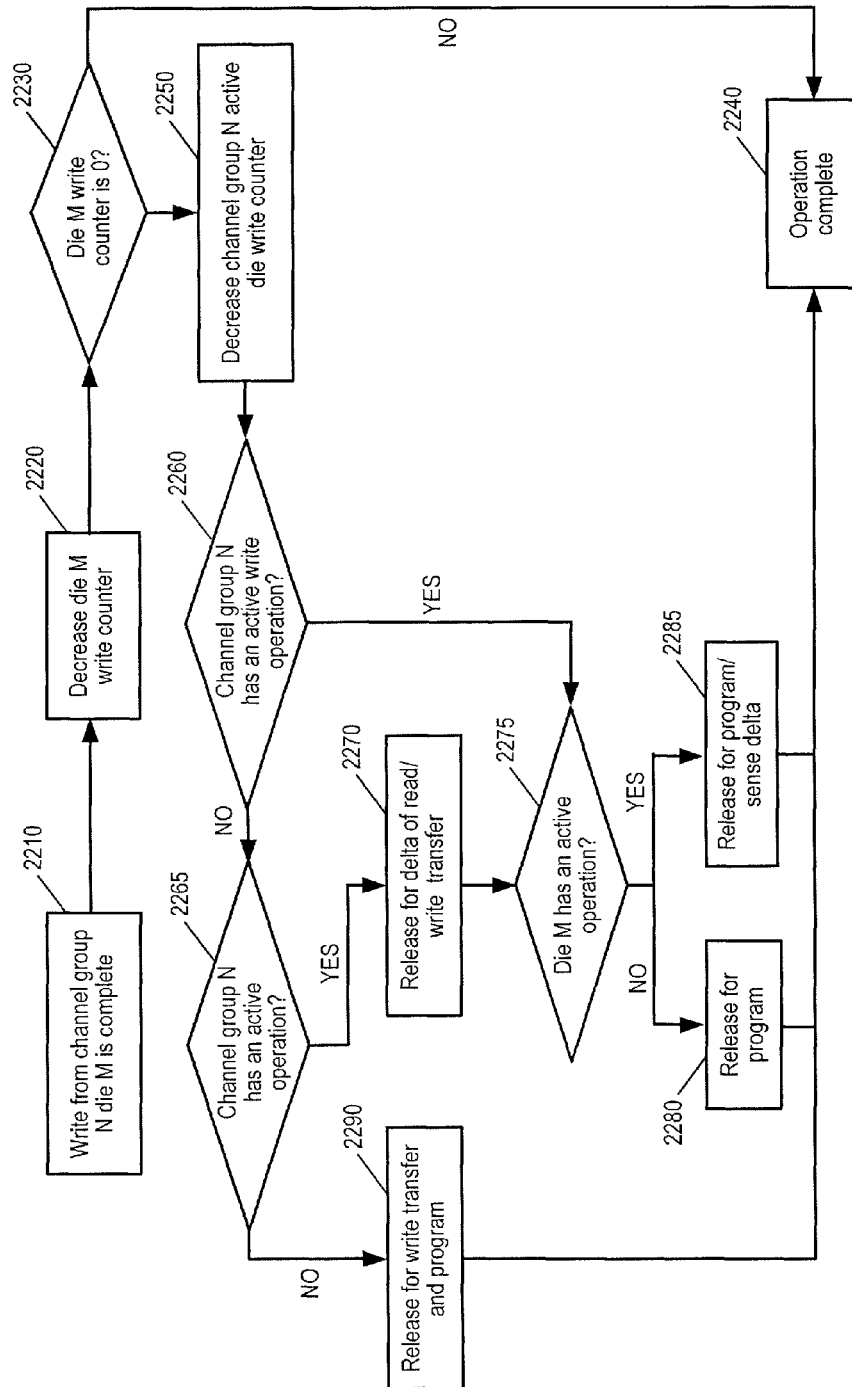 2210
Write from channel group
N die M is complete
2220
Decrease die M
write counter
2230
Die M write
counter is 0?
NO
2250
Decrease channel group N active
die write counter
2260
Channel group N
has an active write
operation?
NO
YES
2265
Channel group N
has an active
operation?
YES
NO
2270
Release for delta of read/
write transfer
2275
Die M has an active
operation?
NO
YES
2280
Release for
program
2285
Release for program/
sense delta
2290
Release for write transfer
and program
2240
Operation
complete